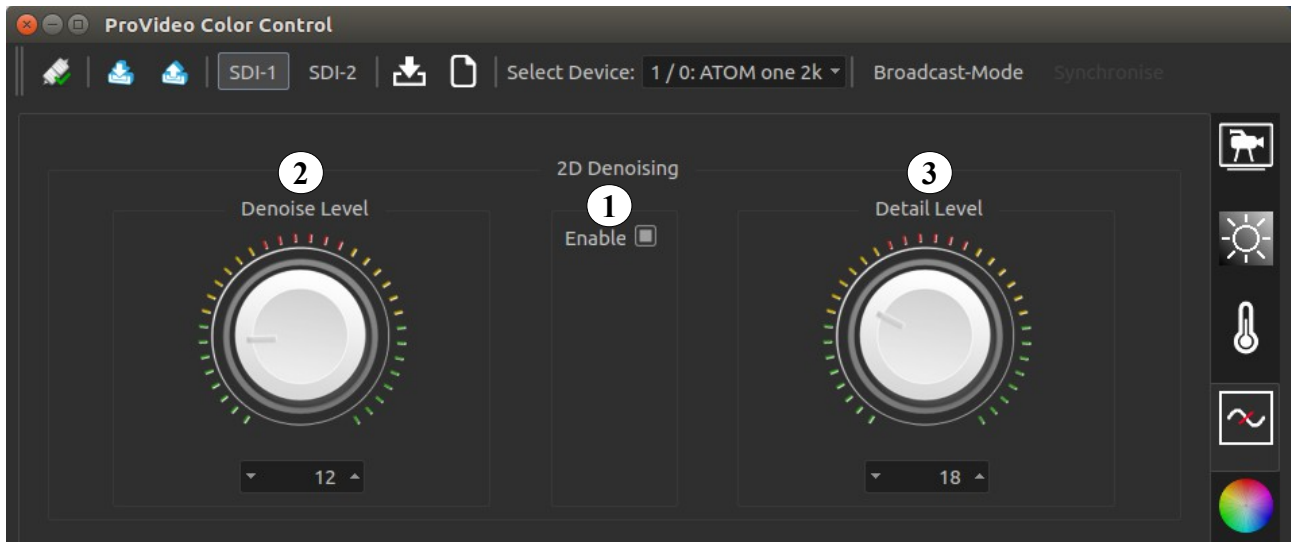 ProVideo Color Control
SDI-1 SDI-2 Select Device: 1 / 0: ATOM one 2k Broadcast-Mode Synchronise
2D Denoising
2 1 3
Denoise Level Detail Level
Enable
12 18